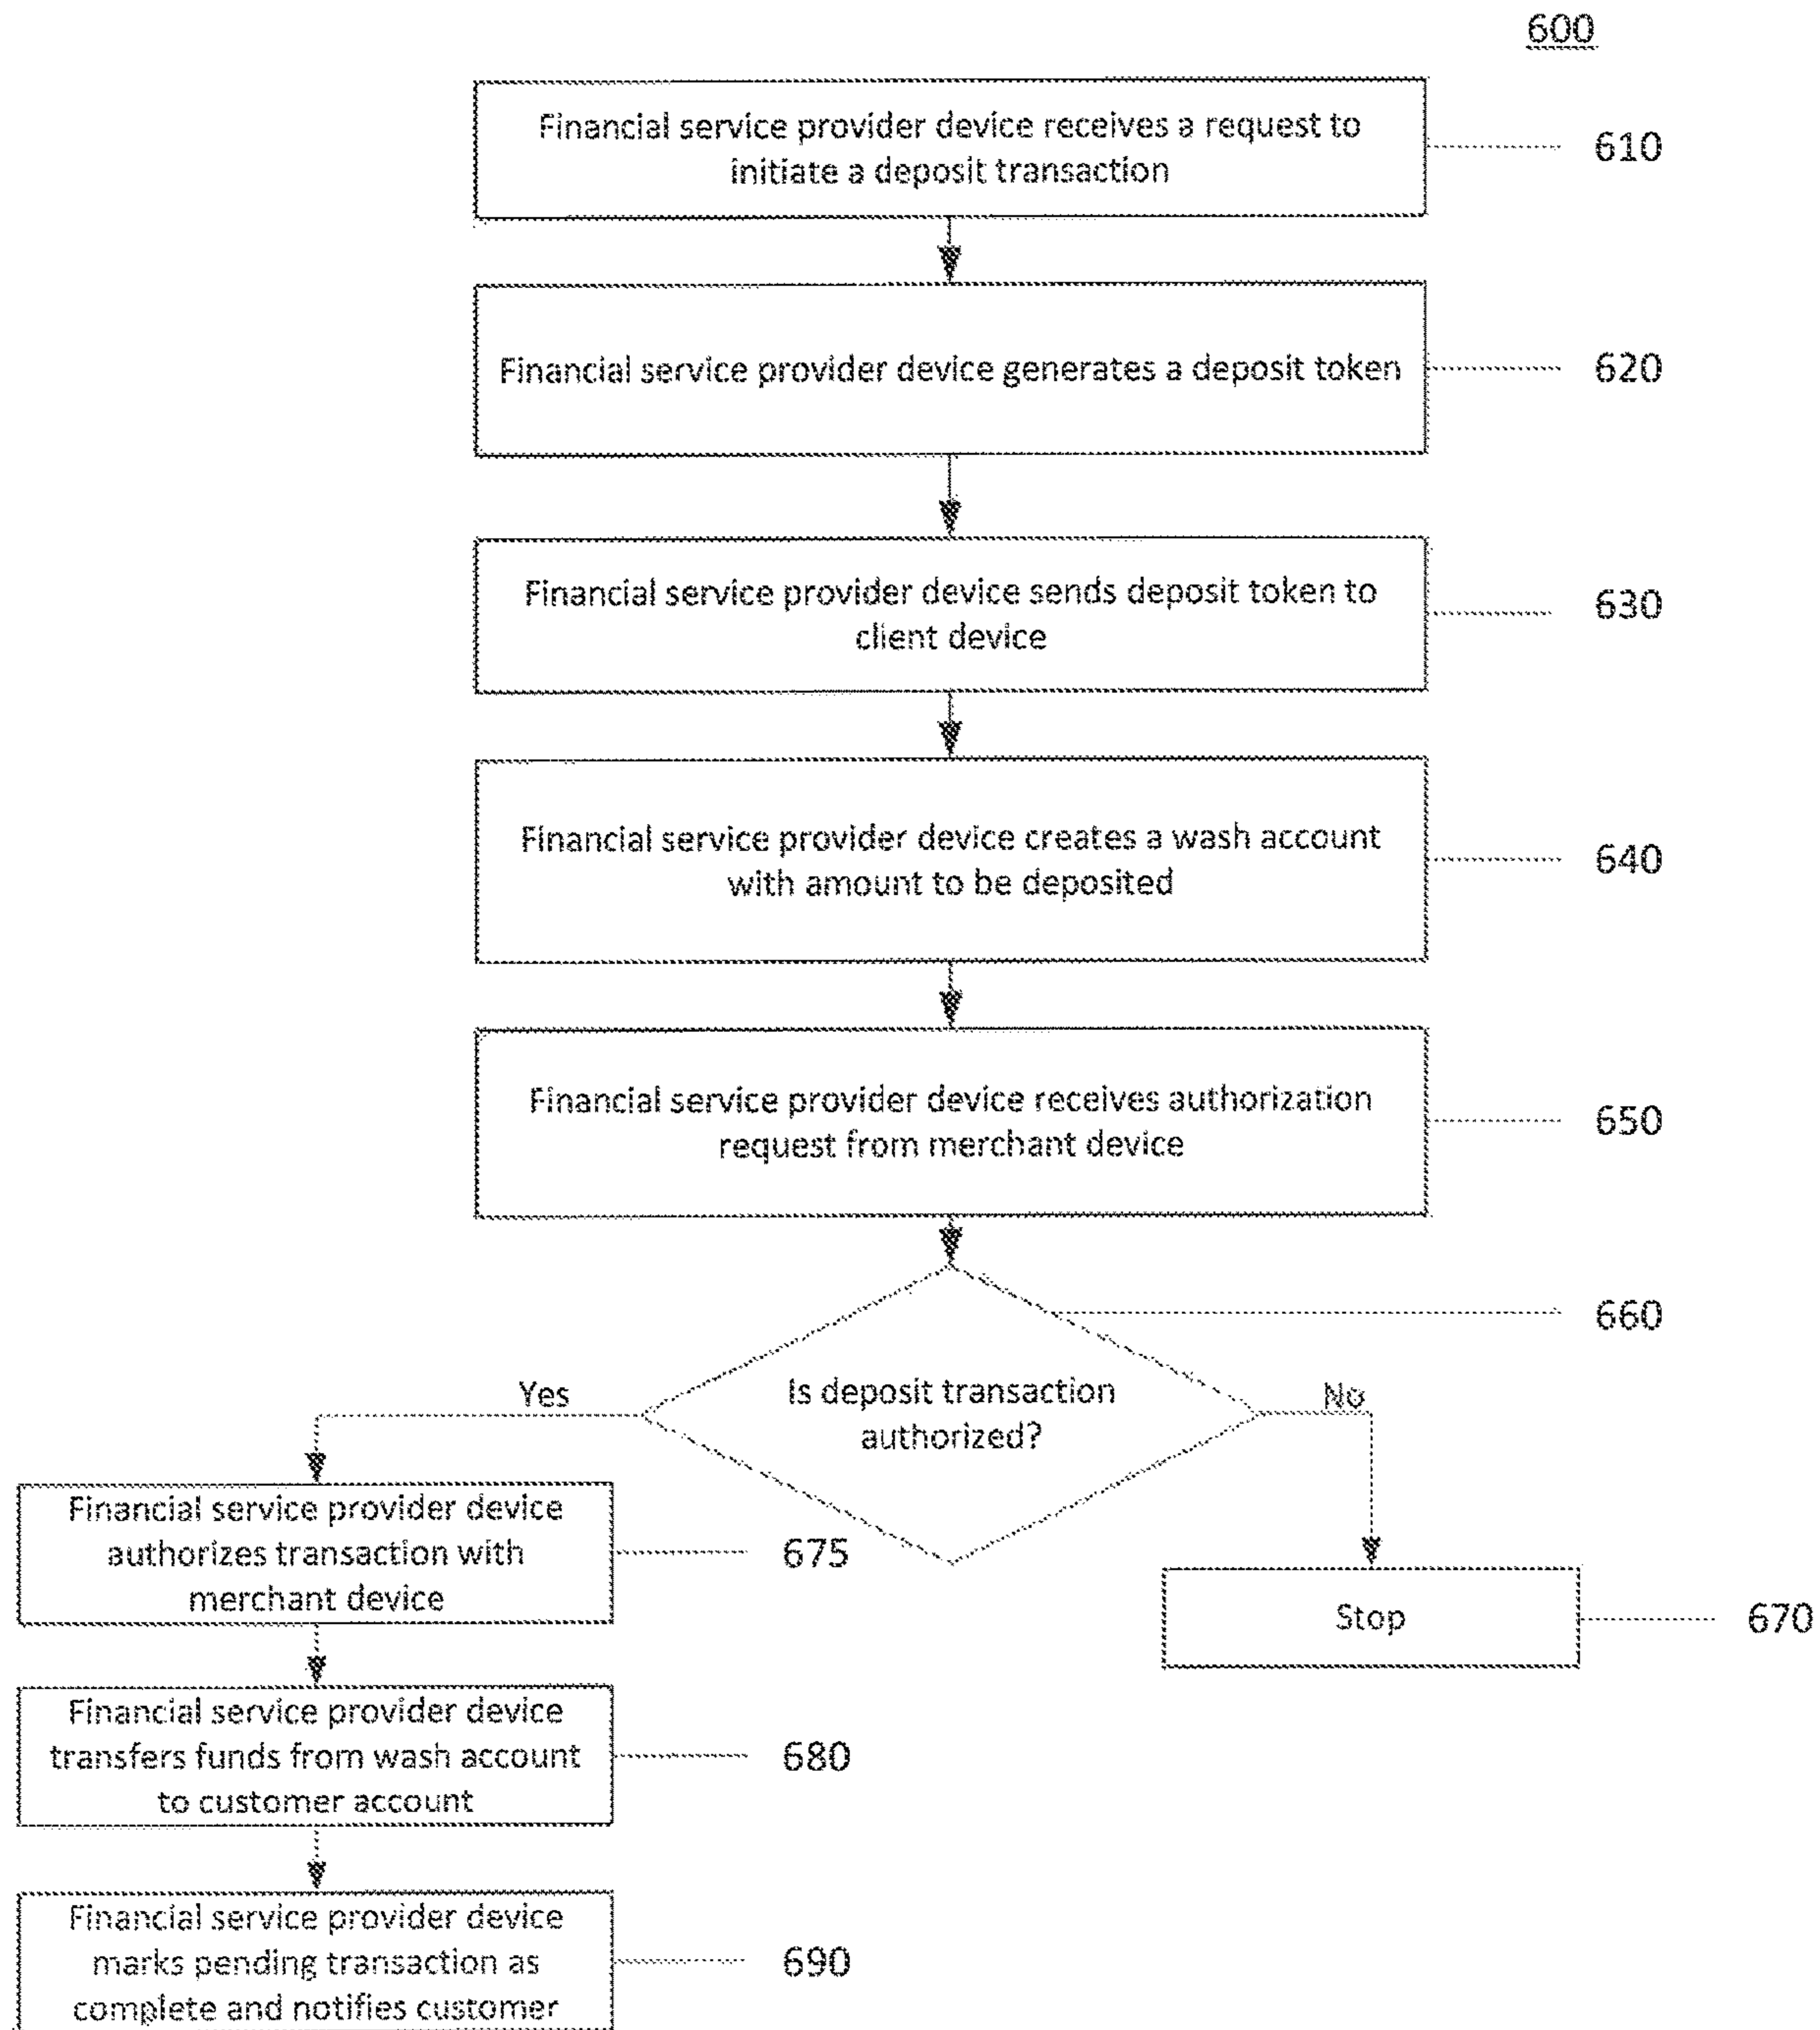 600
Financial service provider device receives a request to
initiate a deposit transaction
610
Financial service provider device generates a deposit token
620
Financial service provider device sends deposit token to
client device
630
Financial service provider device creates a wash account
with amount to be deposited
640
Financial service provider device receives authorization
request from merchant device
650
660
Is deposit transaction
authorized?
Yes
No
Financial service provider device
authorizes transaction with
merchant device
675
Stop
670
Financial service provider device
transfers funds from wash account
to customer account
680
Financial service provider device
marks pending transaction as
complete and notifies customer
690